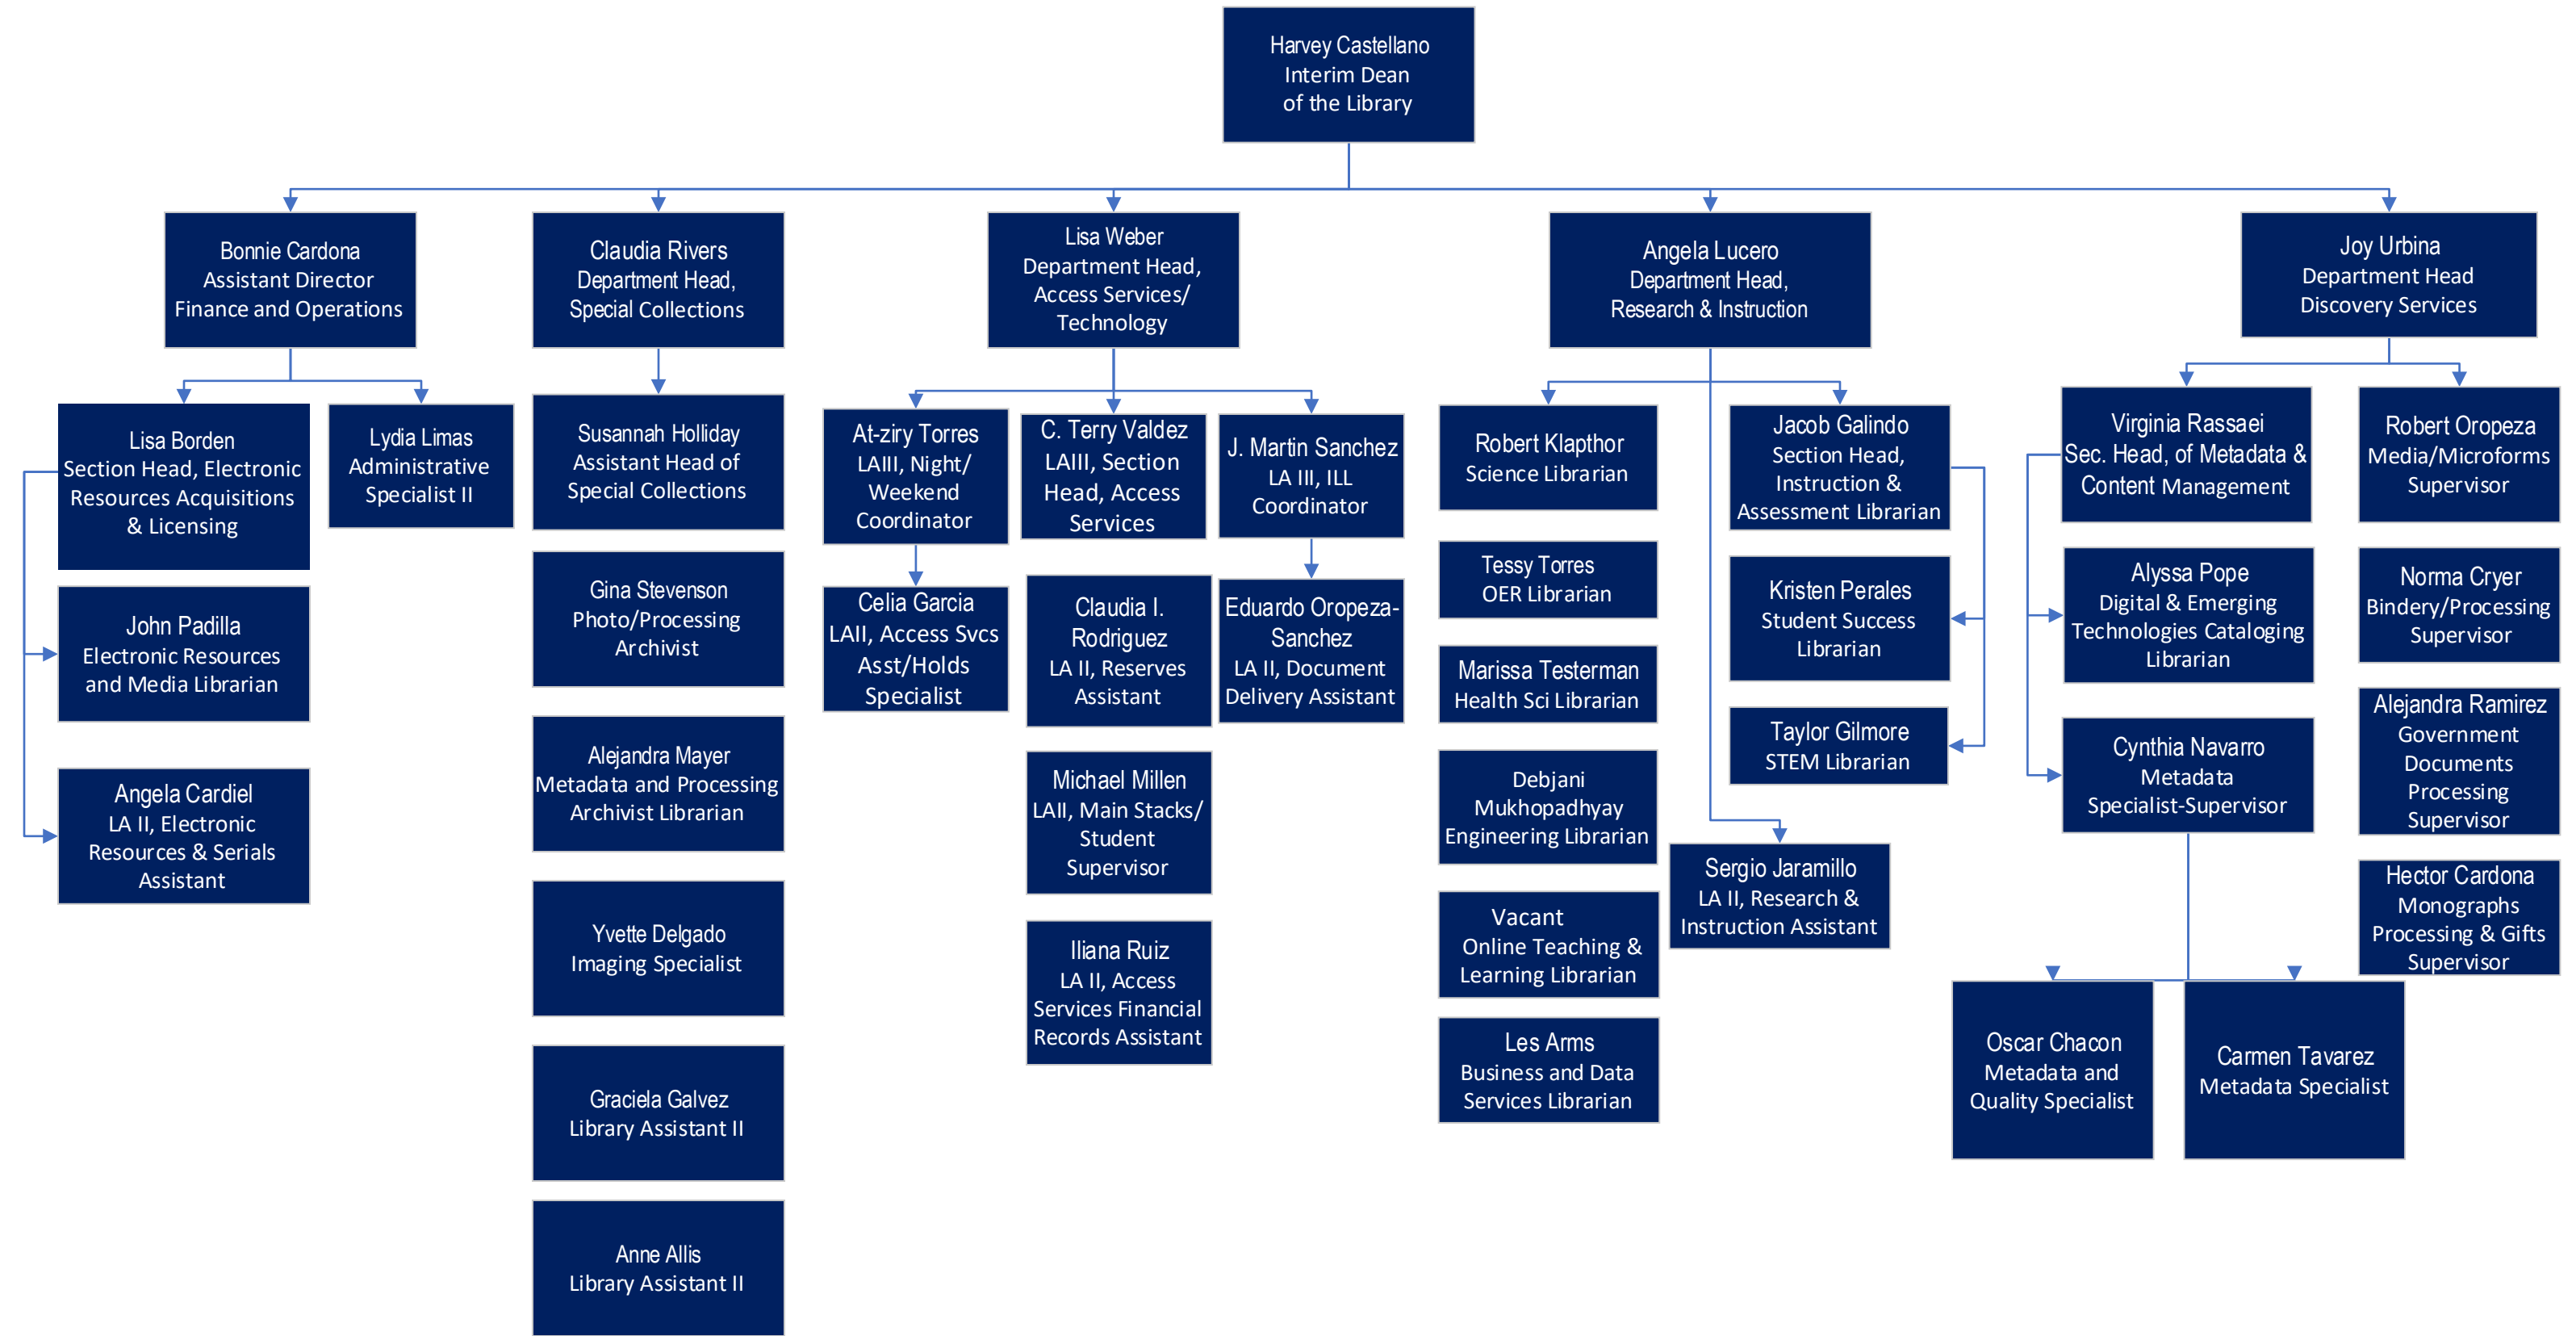 Harvey Castellano
Interim Dean
of the Library
Bonnie Cardona
Assistant Director
Finance and Operations
Claudia Rivers
Department Head,
Special Collections
Lisa Weber
Department Head,
Access Services/
Technology
Angela Lucero
Department Head,
Research & Instruction
Joy Urbina
Department Head
Discovery Services
Lisa Borden
Section Head, Electronic
Resources Acquisitions
& Licensing
Lydia Limas
Administrative
Specialist II
John Padilla
Electronic Resources
and Media Librarian
Angela Cardiel
LA II, Electronic
Resources & Serials
Assistant
Susannah Holliday
Assistant Head of
Special Collections
Gina Stevenson
Photo/Processing
Archivist
Alejandra Mayer
Metadata and Processing
Archivist Librarian
Yvette Delgado
Imaging Specialist
Graciela Galvez
Library Assistant II
Anne Allis
Library Assistant II
At-ziry Torres
LAIII, Night/
Weekend
Coordinator
Celia Garcia
LAII, Access Svcs
Asst/Holds
Specialist
C. Terry Valdez
LAIII, Section
Head, Access
Services
Claudia I.
Rodriguez
LA II, Reserves
Assistant
Michael Millen
LAII, Main Stacks/
Student
Supervisor
Iliana Ruiz
LA II, Access
Services Financial
Records Assistant
J. Martin Sanchez
LA III, ILL
Coordinator
Eduardo Oropeza-
Sanchez
LA II, Document
Delivery Assistant
Robert Klapthor
Science Librarian
Tessy Torres
OER Librarian
Marissa Testerman
Health Sci Librarian
Debjani
Mukhopadhyay
Engineering Librarian
Vacant
Online Teaching &
Learning Librarian
Les Arms
Business and Data
Services Librarian
Jacob Galindo
Section Head,
Instruction &
Assessment Librarian
Kristen Perales
Student Success
Librarian
Taylor Gilmore
STEM Librarian
Sergio Jaramillo
LA II, Research &
Instruction Assistant
Virginia Rassaei
Sec. Head, of Metadata &
Content Management
Alyssa Pope
Digital & Emerging
Technologies Cataloging
Librarian
Cynthia Navarro
Metadata
Specialist-Supervisor
Oscar Chacon
Metadata and
Quality Specialist
Carmen Tavarez
Metadata Specialist
Robert Oropeza
Media/Microforms
Supervisor
Norma Cryer
Bindery/Processing
Supervisor
Alejandra Ramirez
Government
Documents
Processing
Supervisor
Hector Cardona
Monographs
Processing & Gifts
Supervisor